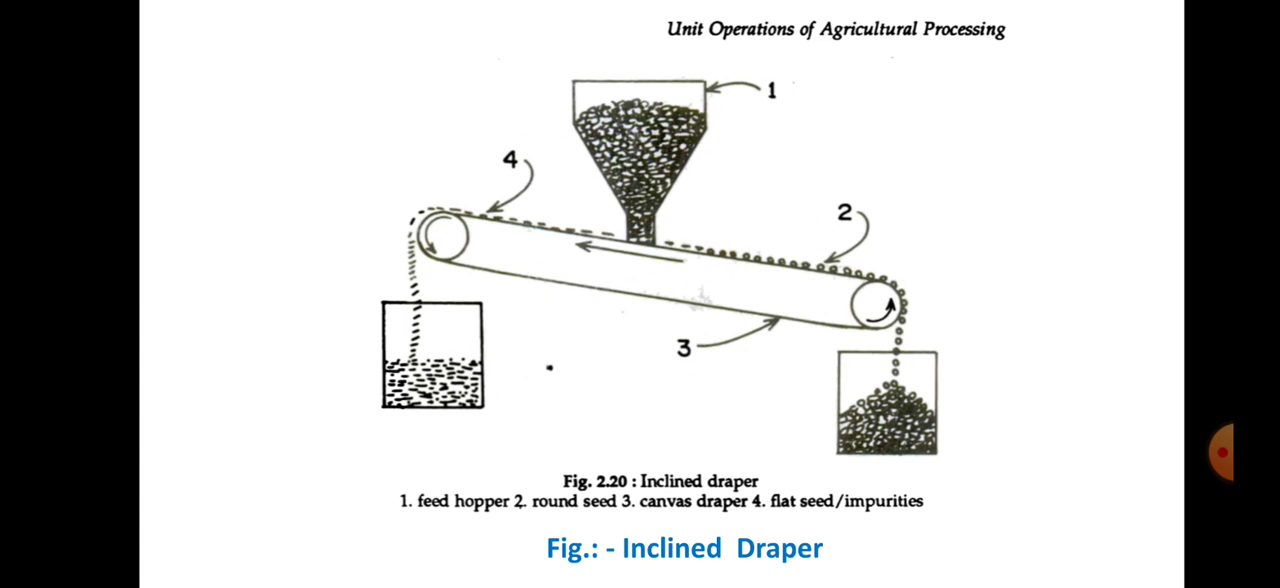 Unit Operations of Agricultural Processing
1
4
2
3
Fig. 2.20 : Inclined draper
1. feed hopper 2. round seed 3. canvas draper 4. flat seed/impurities
Fig.: - Inclined Draper